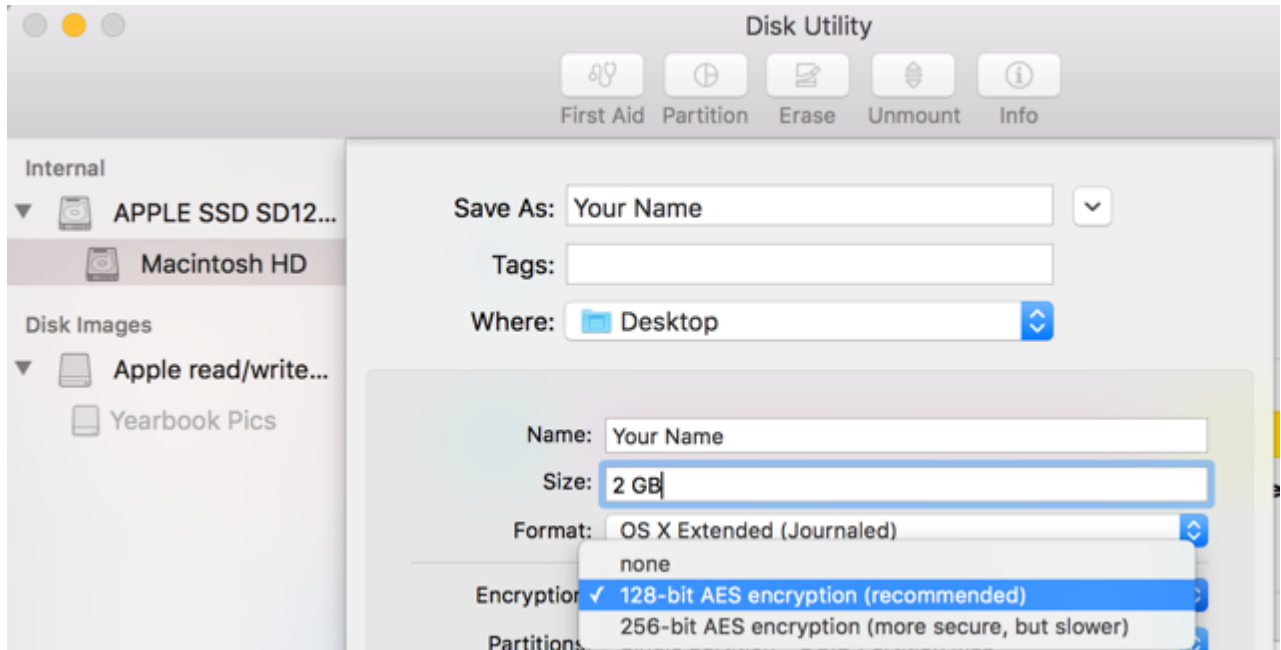 Disk Utility
First Aid Partition Erase Unmount Info
Internal
APPLE SSD SD12...
Macintosh HD
Disk Images
Apple read/write...
Yearbook Pics
Save As: Your Name
Tags:
Where: Desktop
Name: Your Name
Size: 2 GB
Format: OS X Extended (Journaled)
none
Encryption ✓ 128-bit AES encryption (recommended)
256-bit AES encryption (more secure, but slower)
Partitions: